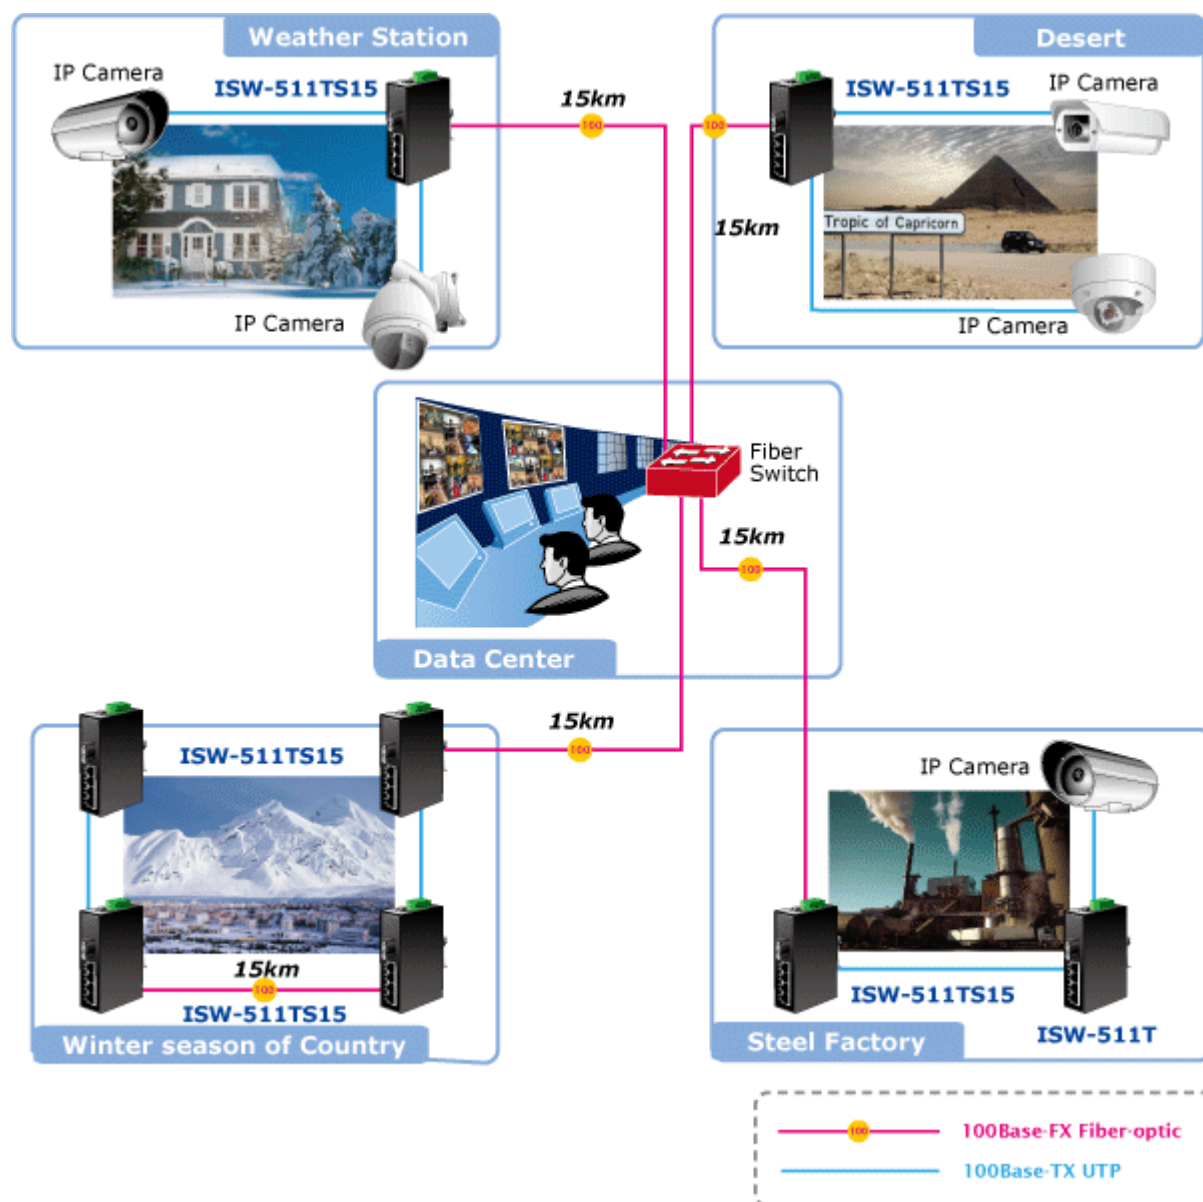 Weather Station
IP Camera
ISW-511TS15
15km
100
IP Camera
Desert
ISW-511TS15
IP Camera
100
15km
Tropic of Capricorn
IP Camera
Fiber
Switch
15km
100
Data Center
15km
100
ISW-511TS15
15km
100
ISW-511TS15
Winter season of Country
IP Camera
ISW-511TS15
ISW-511T
Steel Factory
100
100Base-FX Fiber-optic
100Base-TX UTP